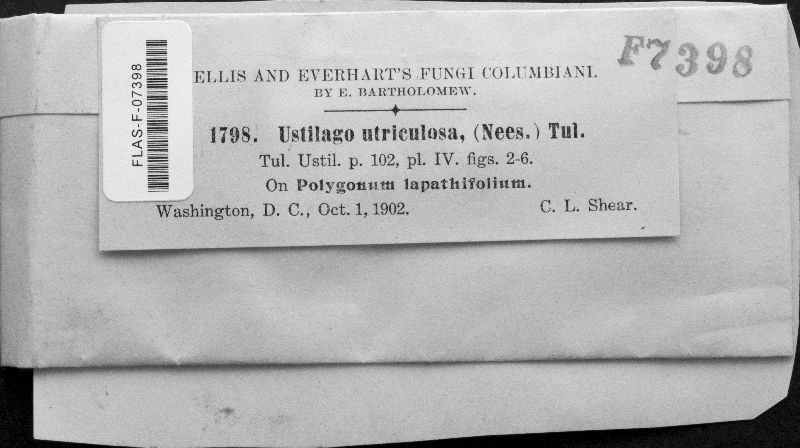 F7398
FLAS-F-07398
ELLIS AND EVERHART'S FUNGI COLUMBIANI.
BY E. BARTHOLOMEW.
1798. Ustilago utriculosa, (Nees.) Tul.
Tul. Ustil. p. 102, pl. IV. figs. 2-6.
On Polygonum lapathifolium.
Washington, D. C., Oct. 1, 1902. C. L. Shear.